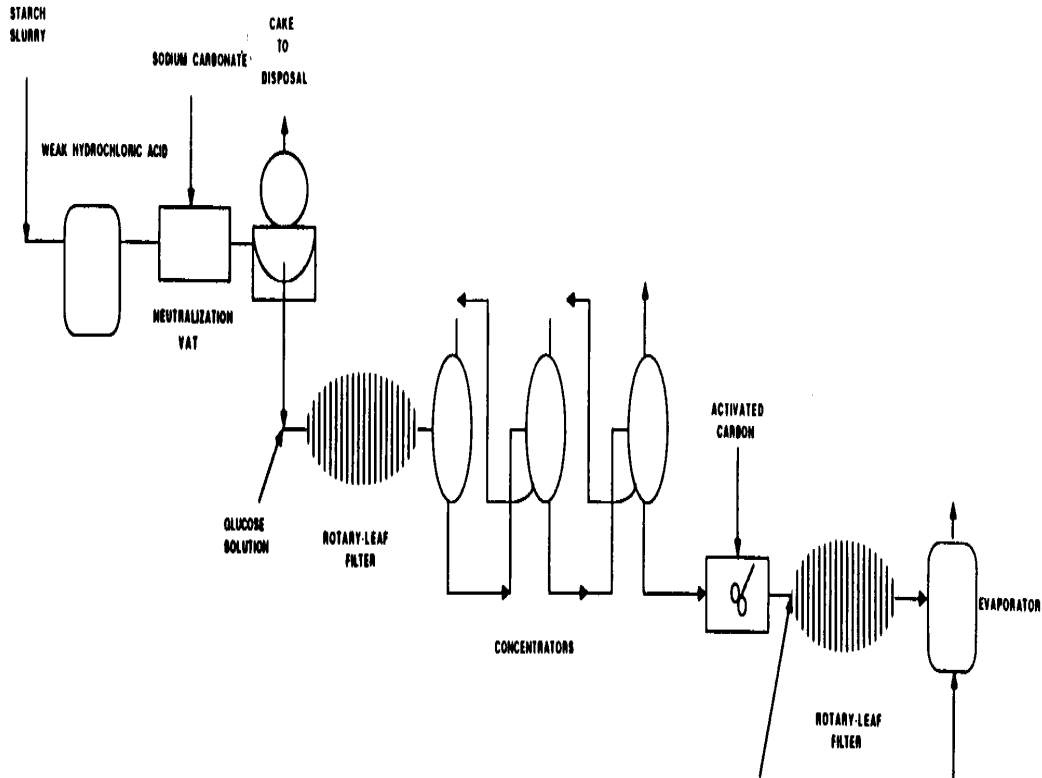 STARCH
SLURRY
CAKE
TO
DISPOSAL
SODIUM CARBONATE
WEAK HYDROCHLORIC ACID
NEUTRALIZATION
VAT
GLUCOSE
SOLUTION
ROTARY-LEAF
FILTER
CONCENTRATORS
ACTIVATED
CARBON
EVAPORATOR
ROTARY-LEAF
FILTER